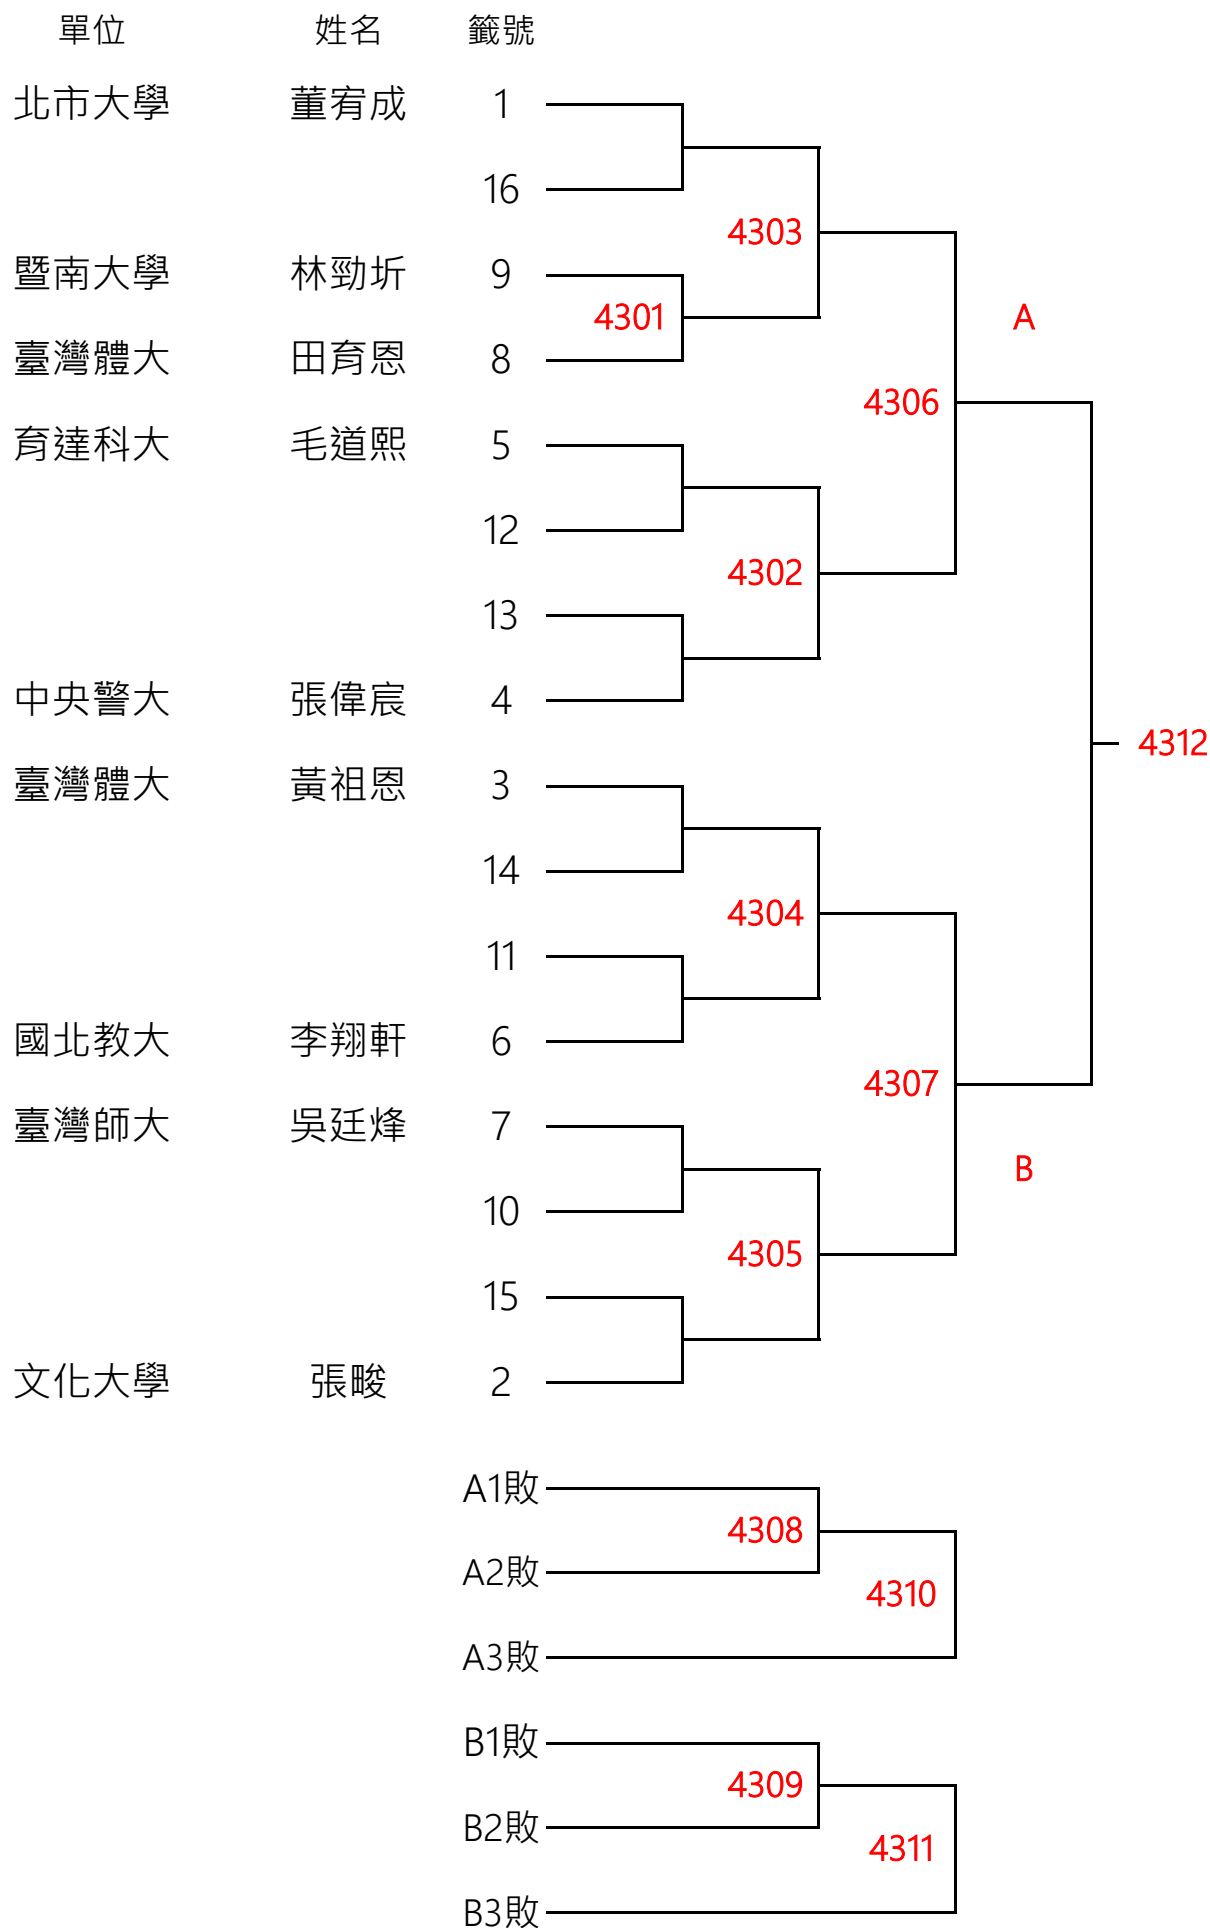 單位 姓名 籤號
北市大學 董宥成 1
16
4303
暨南大學 林勁圻 9
4301 A
臺灣體大 田育恩 8
4306
育達科大 毛道熙 5
12
4302
13
中央警大 張偉宸 4
4312
臺灣體大 黃祖恩 3
14
4304
11
國北教大 李翔軒 6
4307
臺灣師大 吳廷烽 7
B
10
4305
15
文化大學 張畯 2
A1敗
4308
A2敗
4310
A3敗
B1敗
4309
B2敗
4311
B3敗